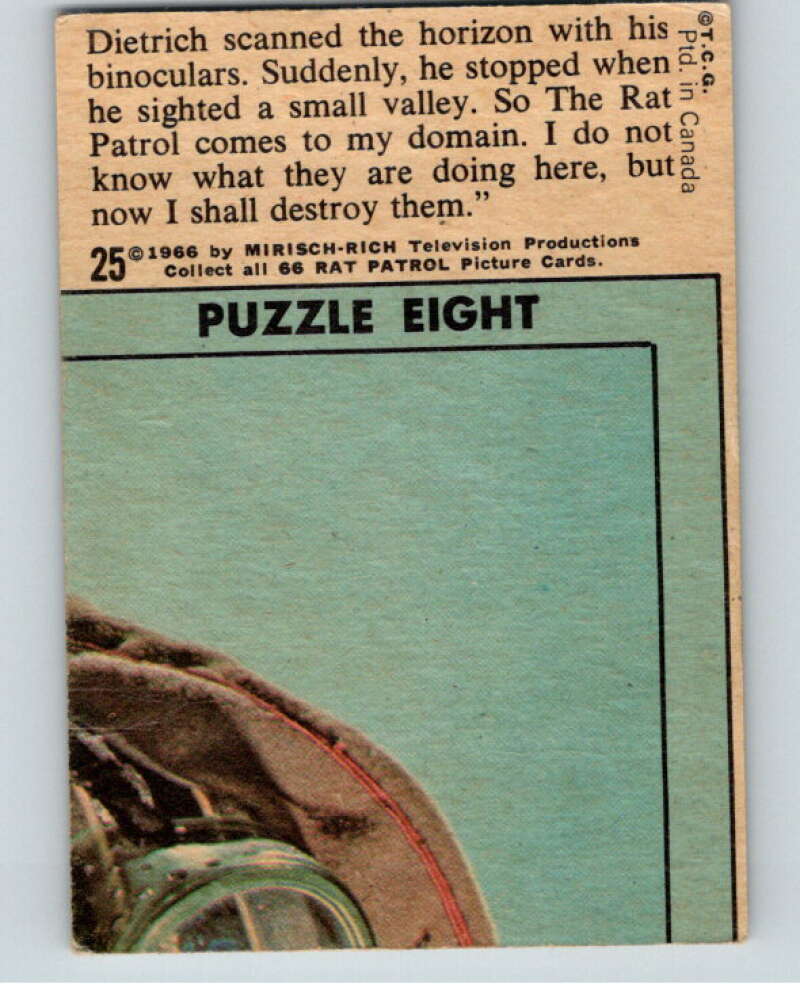 Dietrich scanned the horizon with his
binoculars. Suddenly, he stopped when
he sighted a small valley. So The Rat
Patrol comes to my domain. I do not
know what they are doing here, but
now I shall destroy them.”
©T.C.G.
Ptd. in Canada
25 ©1966 by MIRISCH-RICH Television Productions
Collect all 66 RAT PATROL Picture Cards.
PUZZLE EIGHT